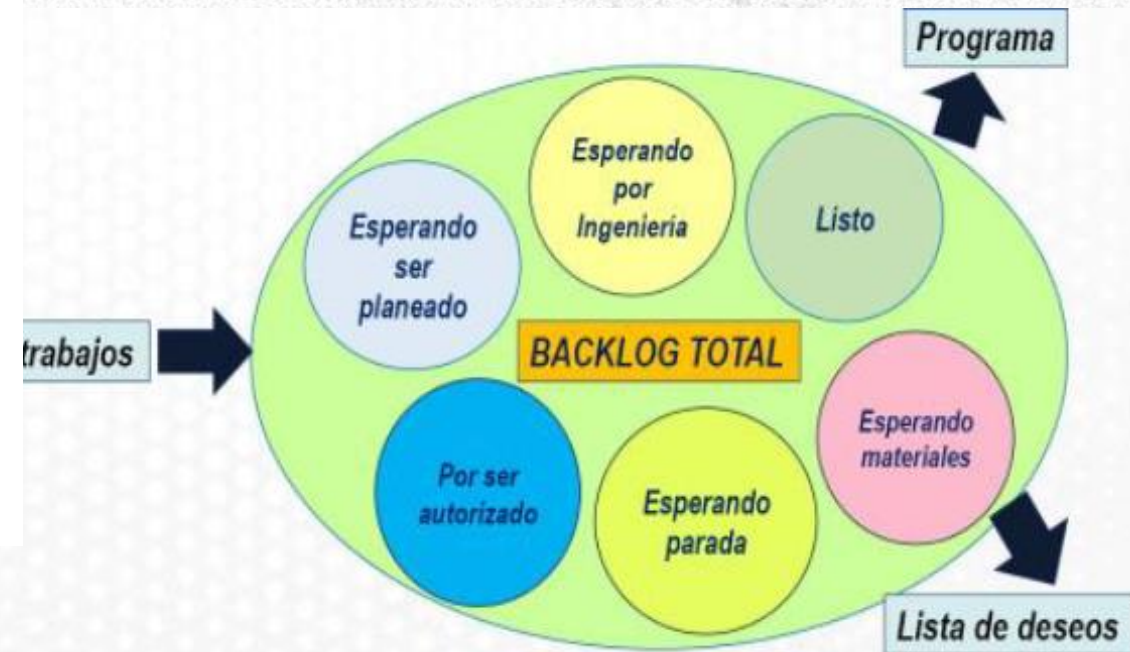 Programa
Esperando
por
Ingeniería
Listo
Esperando
ser
planeado
trabajos
BACKLOG TOTAL
Esperando
materiales
Por ser
autorizado
Esperando
parada
Lista de deseos